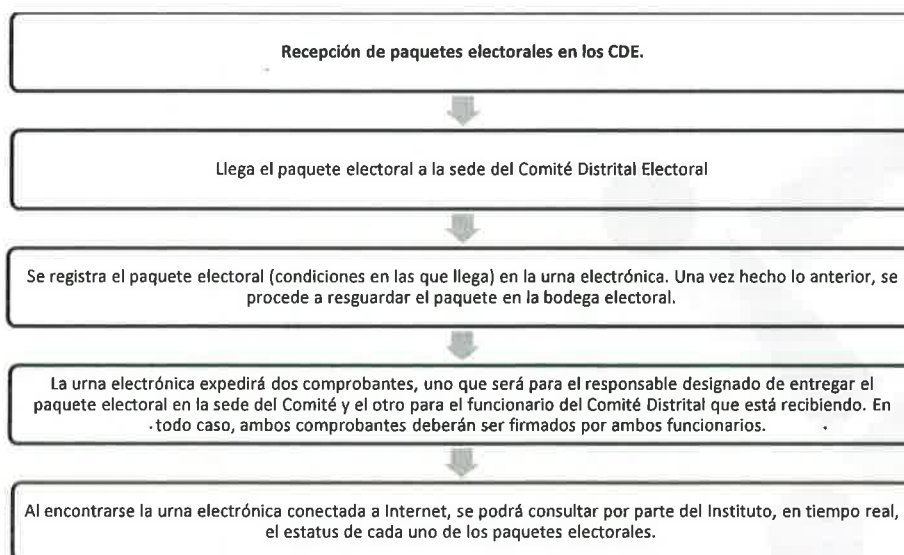 Recepción de paquetes electorales en los CDE.
Llega el paquete electoral a la sede del Comité Distrital Electoral
Se registra el paquete electoral (condiciones en las que llega) en la urna electrónica. Una vez hecho lo anterior, se
procede a resguardar el paquete en la bodega electoral.
La urna electrónica expedirá dos comprobantes, uno que será para el responsable designado de entregar el
paquete electoral en la sede del Comité y el otro para el funcionario del Comité Distrital que está recibiendo. En
todo caso, ambos comprobantes deberán ser firmados por ambos funcionarios.
Al encontrarse la urna electrónica conectada a Internet, se podrá consultar por parte del Instituto, en tiempo real,
el estatus de cada uno de los paquetes electorales.